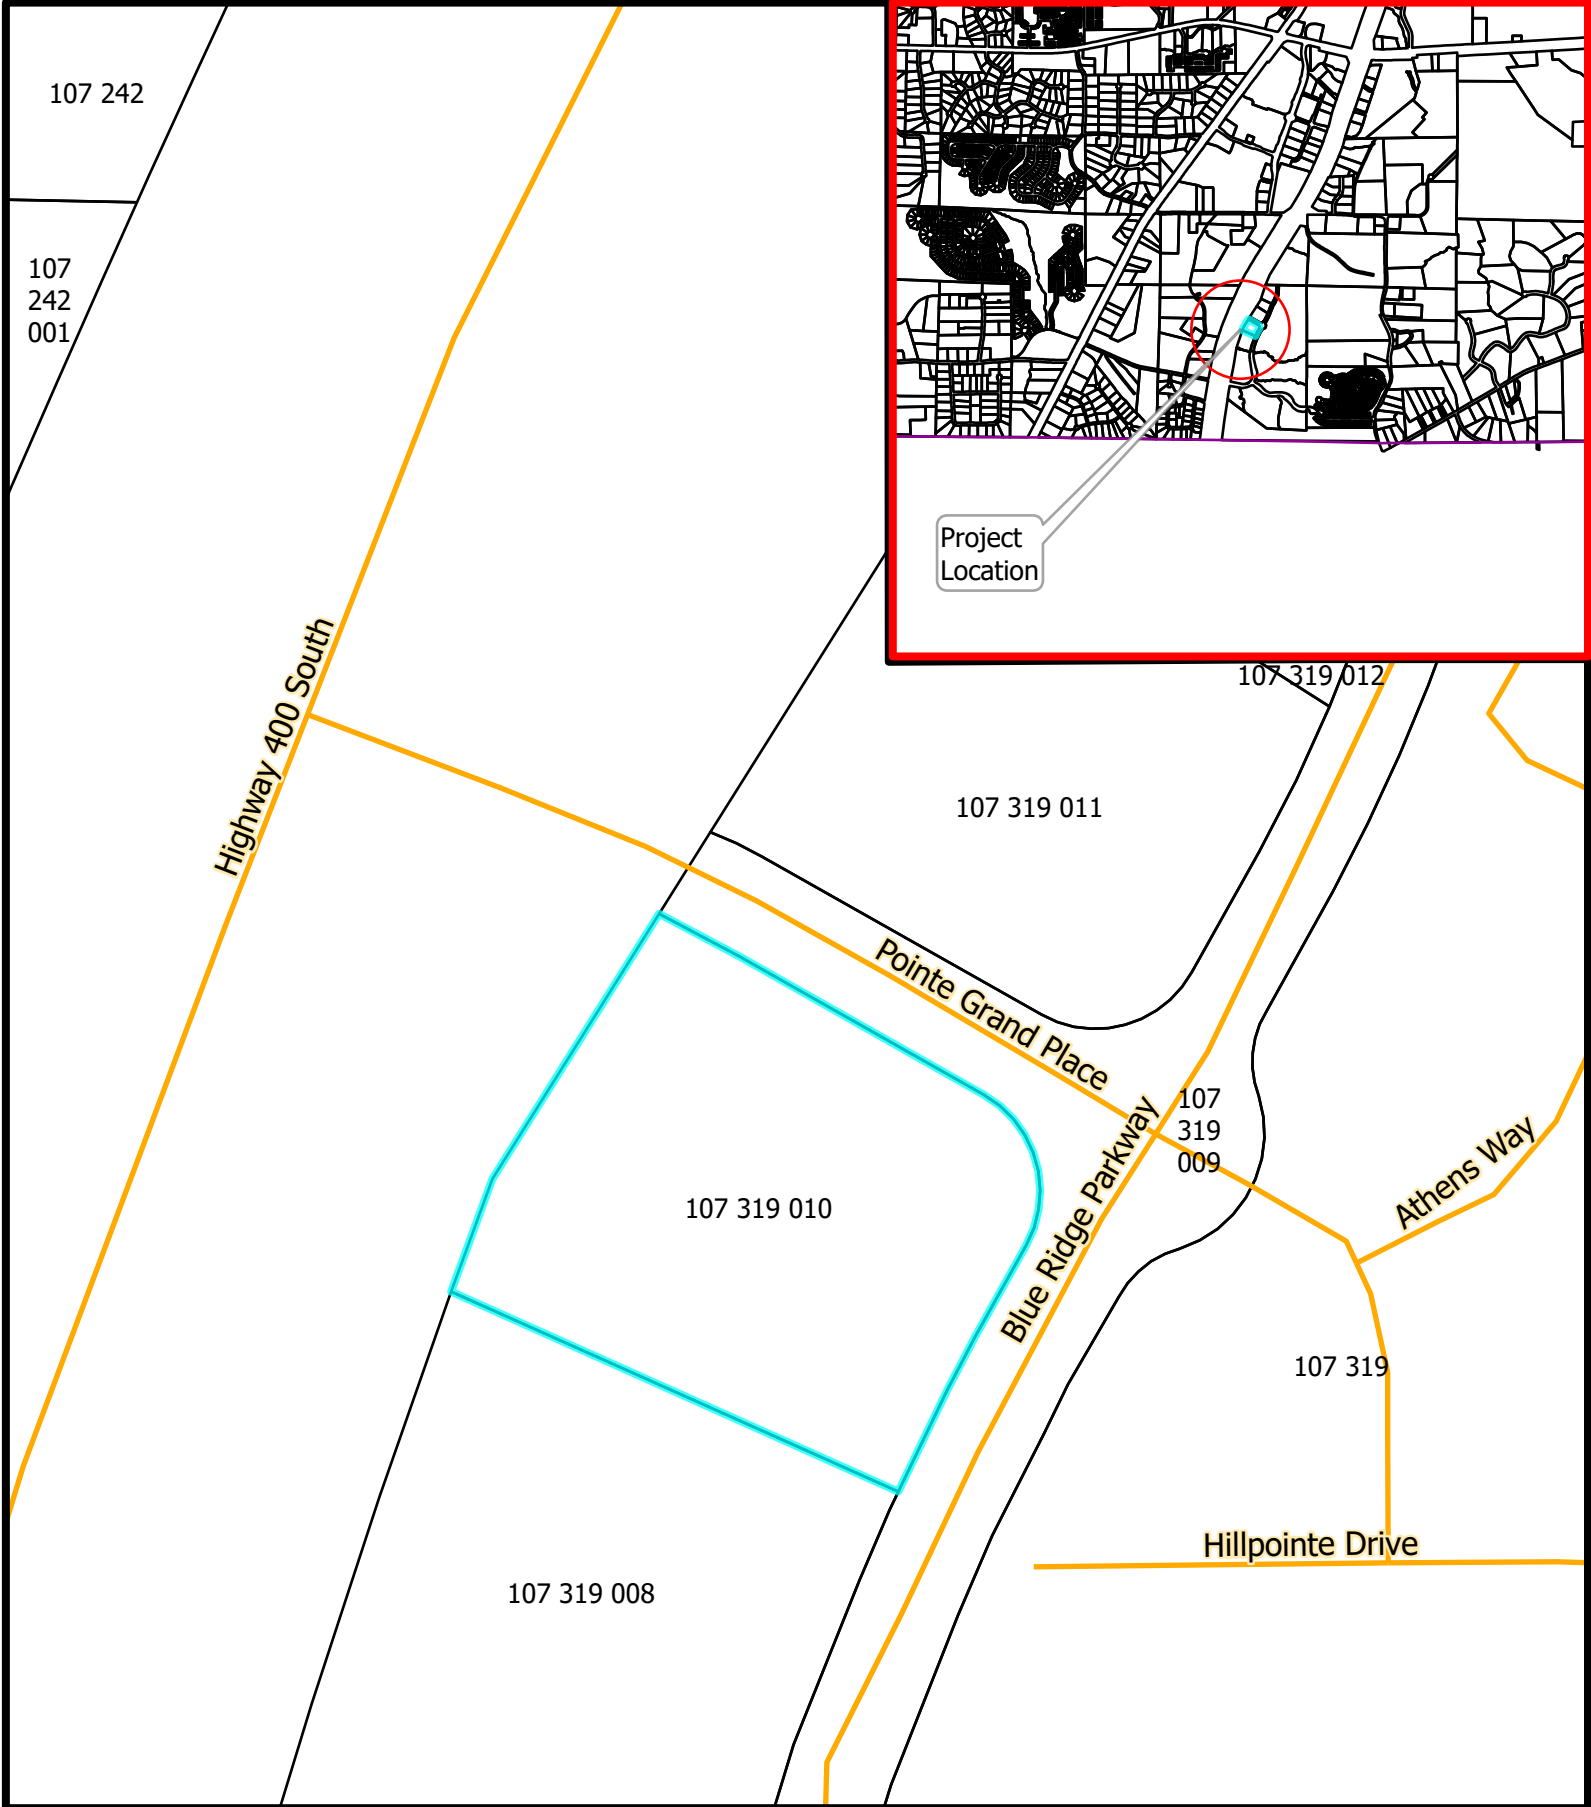 107 242
107
242
001
Project
Location
Highway 400 South
107 319 012
107 319 011
Pointe Grand Place
107
319
009
Blue Ridge Parkway
Athens Way
107 319 010
107 319
Hillpointe Drive
107 319 008